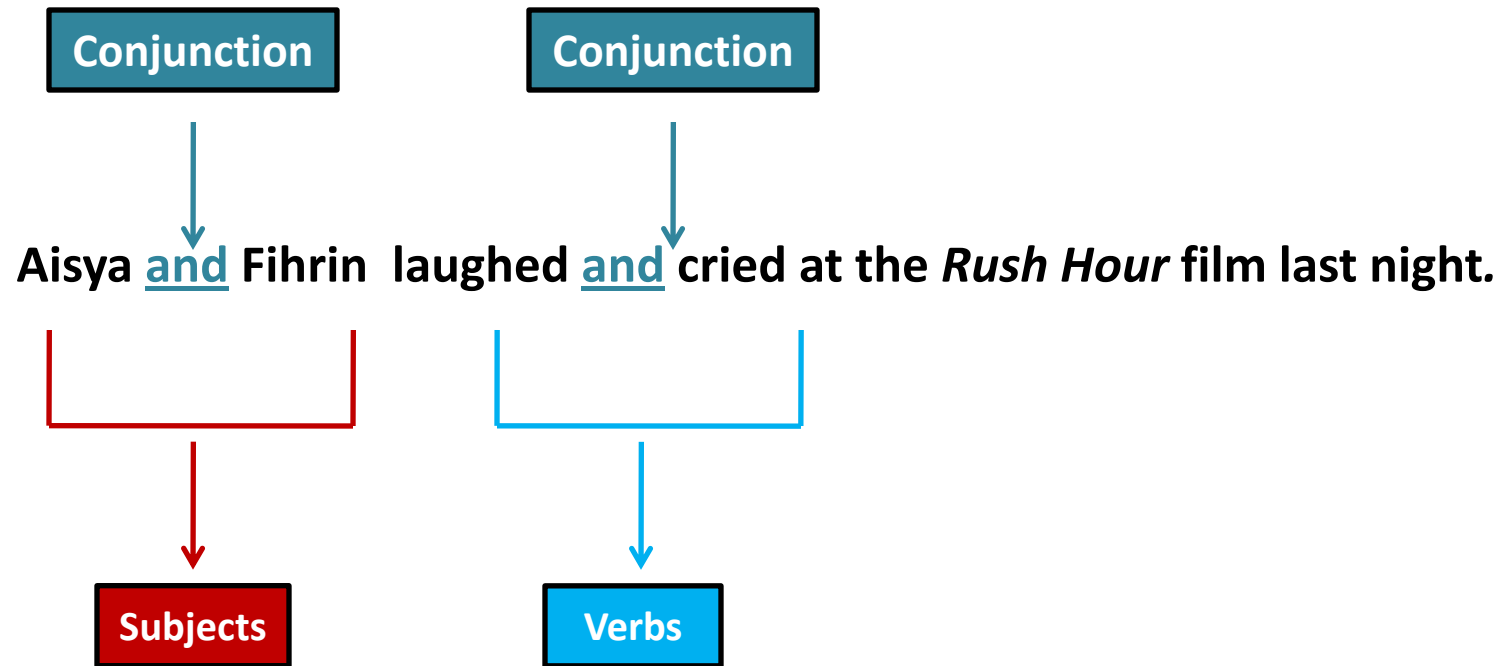 Conjunction Conjunction
Aisya and Fihrin laughed and cried at the Rush Hour film last night.
Subjects Verbs